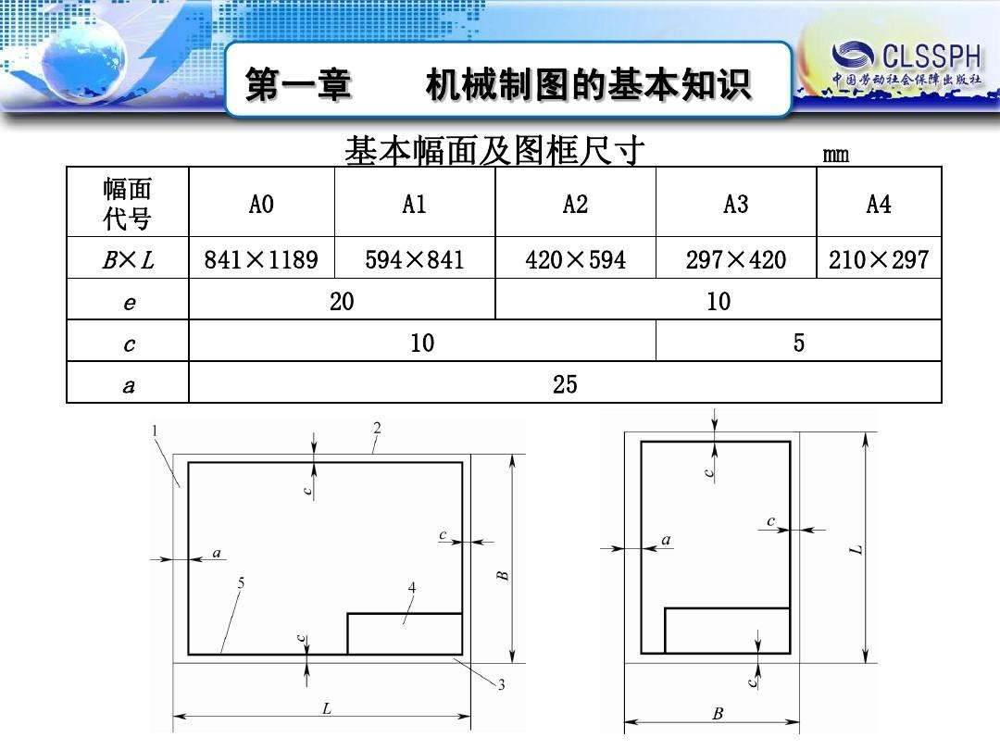 第一章 机械制图的基本知识
CLSSPH
中国劳动社会保障出版社
基本幅面及图框尺寸 mm
幅面
代号 A0 A1 A2 A3 A4
B×L 841×1189 594×841 420×594 297×420 210×297
e 20 10
c 10 5
a 25
1 2
c
c
a
B
5 4
c
3
L
c
c
a
L
c
B